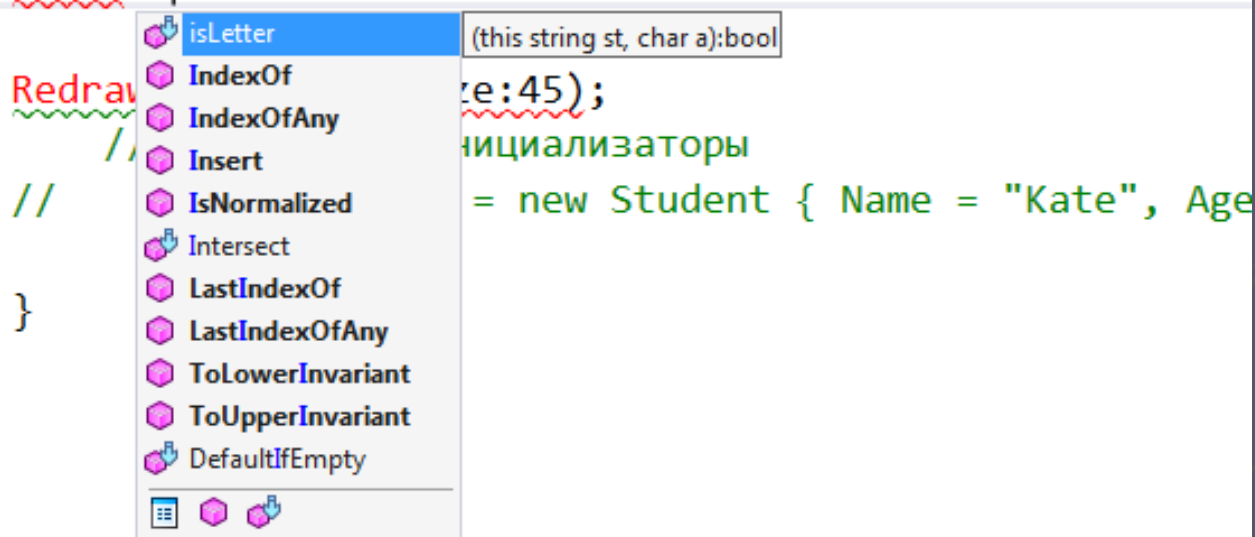 isLetter (this string st, char a):bool
IndexOf
Redraw ze:45);
IndexOfAny
// нициализаторы
Insert
// IsNormalized = new Student { Name = "Kate", Age
Intersect
LastIndexOf
}
LastIndexOfAny
ToLowerInvariant
ToUpperInvariant
DefaultIfEmpty